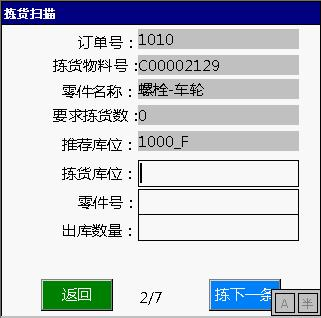 拣货扫描
订单号：1010
拣货物料号：C00002129
零件名称：螺栓-车轮
要求拣货数：0
推荐库位：1000_F
拣货库位：
零件号：
出库数量：
返回 2/7 拣下一条
A 半